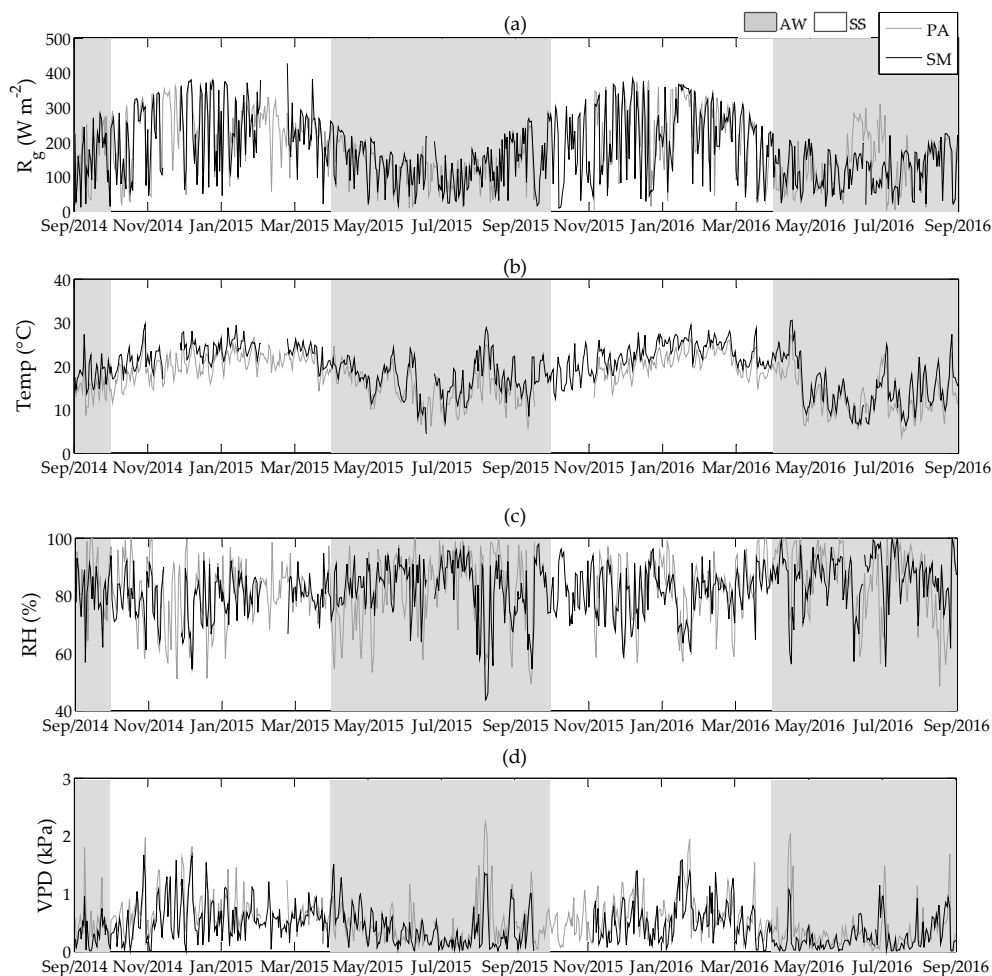 (a)
AW SS
PA
SM
500
400
300
200
100
0
R_g (W m-2)
Sep/2014 Nov/2014 Jan/2015 Mar/2015 May/2015 Jul/2015 Sep/2015 Nov/2015 Jan/2016 Mar/2016 May/2016 Jul/2016 Sep/2016
(b)
40
30
20
10
0
Temp (°C)
Sep/2014 Nov/2014 Jan/2015 Mar/2015 May/2015 Jul/2015 Sep/2015 Nov/2015 Jan/2016 Mar/2016 May/2016 Jul/2016 Sep/2016
(c)
100
80
60
40
RH (%)
Sep/2014 Nov/2014 Jan/2015 Mar/2015 May/2015 Jul/2015 Sep/2015 Nov/2015 Jan/2016 Mar/2016 May/2016 Jul/2016 Sep/2016
(d)
3
2
1
0
VPD (kPa)
Sep/2014 Nov/2014 Jan/2015 Mar/2015 May/2015 Jul/2015 Sep/2015 Nov/2015 Jan/2016 Mar/2016 May/2016 Jul/2016 Sep/2016